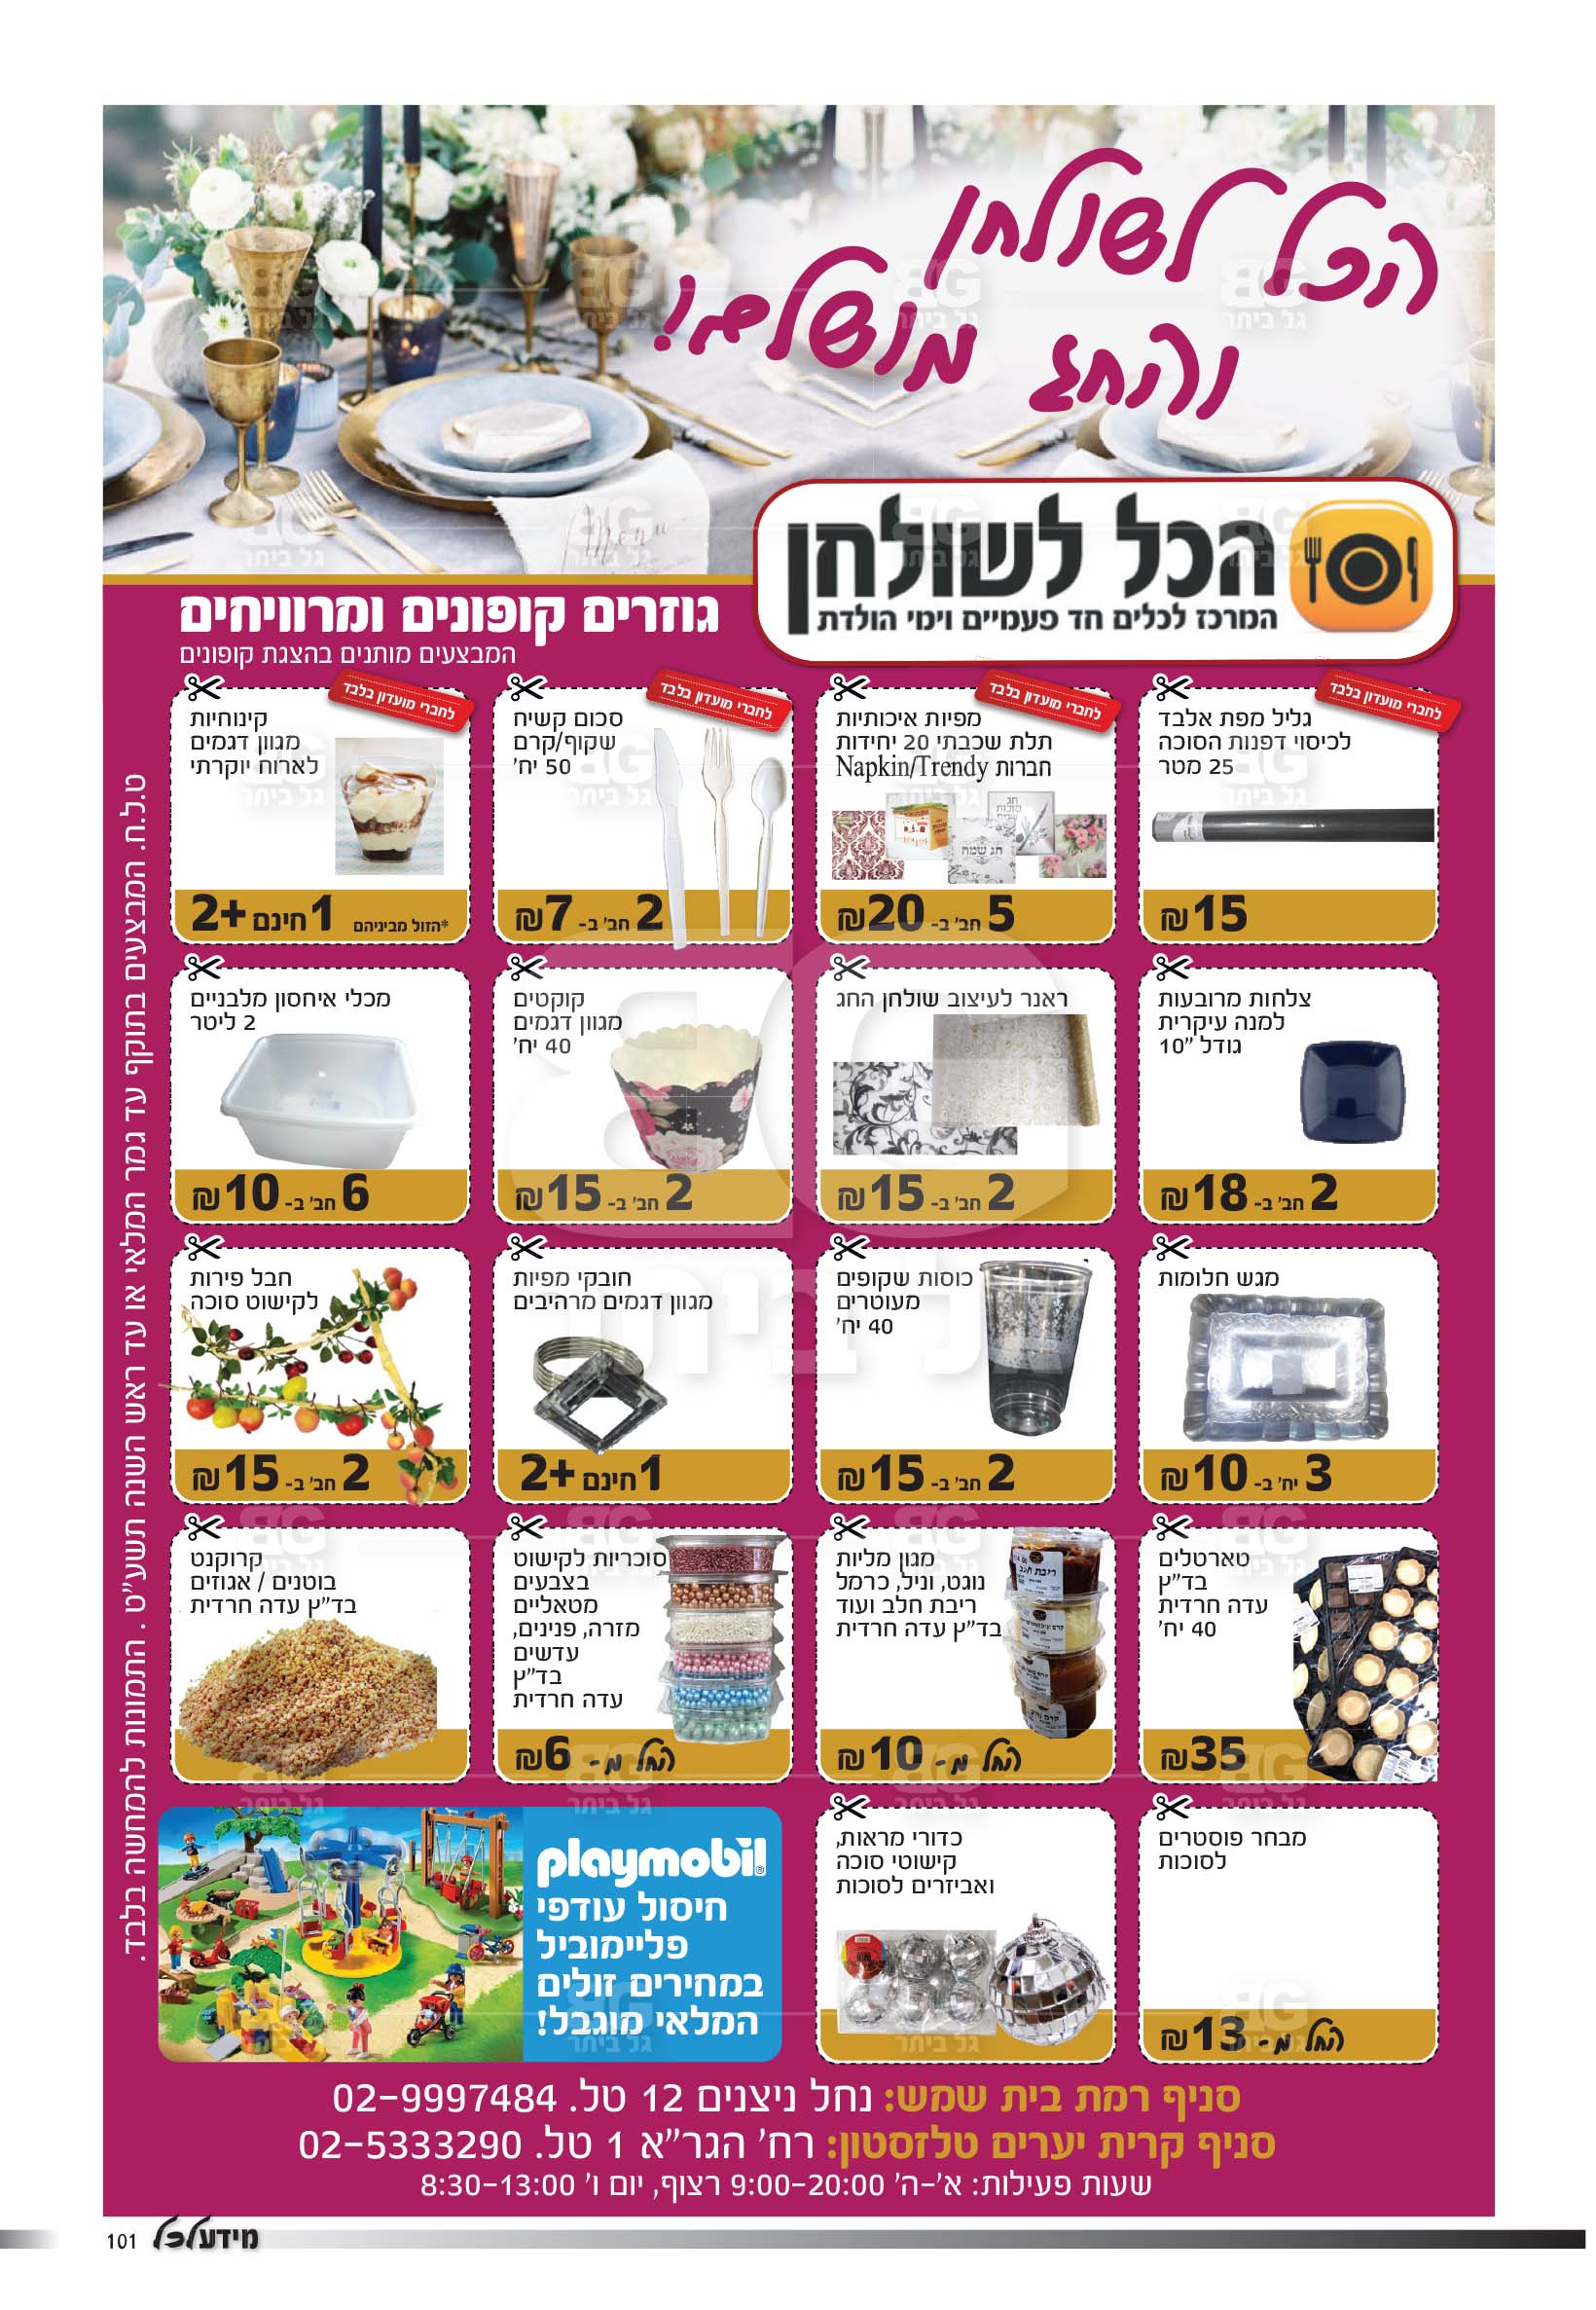 הכל לשולחן
והחג מושלם!
הכל לשולחן
המרכז לכלים חד פעמיים וימי הולדת
גוזרים קופונים ומרוויחים
המבצעים מותנים בהצגת קופונים
לחברי מועדון בלבד
גליל מפת אלבד
לכיסוי דפנות הסוכה
25 מטר
15₪
לחברי מועדון בלבד
מפיות איכותיות
תלת שכבתי 20 יחידות
חברות Napkin/Trendy
חג שמח
5 חב' ב- 20₪
לחברי מועדון בלבד
סכום קשיח
שקוף/קרם
50 יח'
2 חב' ב- 7₪
לחברי מועדון בלבד
קינוחיות
מגוון דגמים
לארוח יוקרתי
2+1 חינם
*הזול מביניהם
צלחות מרובעות
למנה עיקרית
גודל "10
2 חב' ב- 18₪
ראנר לעיצוב שולחן החג
2 חב' ב- 15₪
קוקטים
מגוון דגמים
40 יח'
2 חב' ב- 15₪
מכלי איחסון מלבניים
2 ליטר
6 חב' ב- 10₪
מגש חלומות
3 יח' ב- 10₪
כוסות שקופים
מעוטרים
40 יח'
2 חב' ב- 15₪
חובקי מפיות
מגוון דגמים מרהיבים
2+1 חינם
חבל פירות
לקישוט סוכה
2 חב' ב- 15₪
טארטלים
בד"ץ
עדה חרדית
40 יח'
35₪
מגון מליות
נוגט, וניל, כרמל
ריבת חלב ועוד
בד"ץ עדה חרדית
החל מ- 10₪
סוכריות לקישוט
בצבעים
מטאליים
מזרה, פנינים,
עדשים
בד"ץ
עדה חרדית
החל מ- 6₪
קרוקנט
בוטנים / אגוזים
בד"ץ עדה חרדית
מבחר פוסטרים
לסוכות
החל מ- 13₪
כדורי מראות,
קישוטי סוכה
ואביזרים לסוכות
playmobil
חיסול עודפי
פליימוביל
במחירים זולים
המלאי מוגבל!
סניף רמת בית שמש: נחל ניצנים 12 טל. 02-9997484
סניף קרית יערים טלזסטון: רח' הגר"א 1 טל. 02-5333290
שעות פעילות: א'-ה' 9:00-20:00 רצוף, יום ו' 8:30-13:00
ט.ל.ח. המבצעים בתוקף עד גמר המלאי או עד ראש השנה תשע"ט . התמונות להמחשה בלבד.
מידע לכל 101
BG
גל ביתר